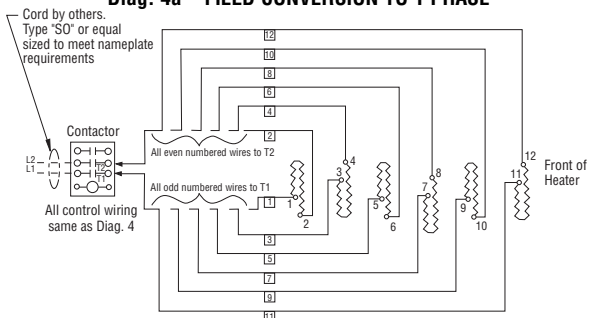 Diag. 4a – FIELD CONVERSION TO 1 PHASE
Cord by others.
Type "SO" or equal
sized to meet nameplate
requirements
12
10
8
6
4
2
Contactor
L2
L1
T2
T1
All even numbered wires to T2
All odd numbered wires to T1
All control wiring
same as Diag. 4
1
1
2
3
4
5
6
7
8
9
10
11
12
Front of
Heater
3
5
7
9
11